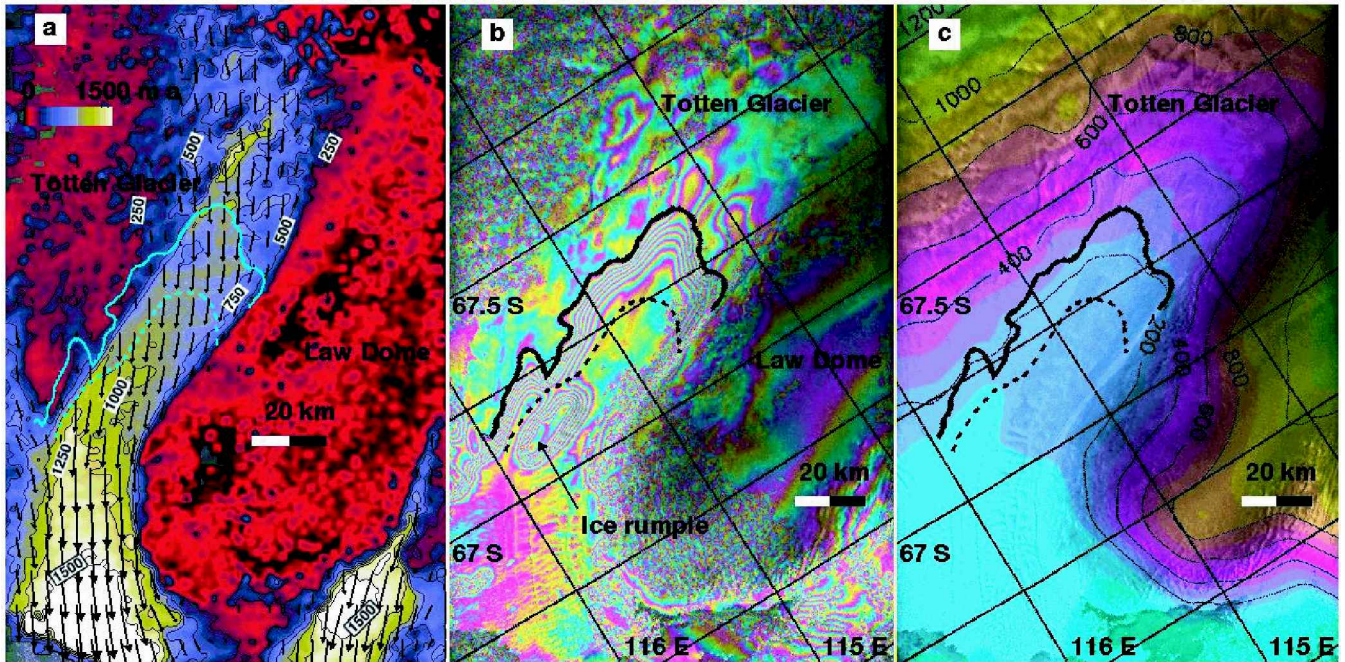 a
0 1500 m a
500
250
Totten Glacier
250
500
750
Law Dome
1000
20 km
1250
1500
1500
b
Totten Glacier
67.5 S
Law Dome
20 km
Ice rumple
67 S
116 E
115 E
c
1200
800
1000
Totten Glacier
600
400
67.5 S
200
400
800
600
20 km
67 S
116 E
115 E